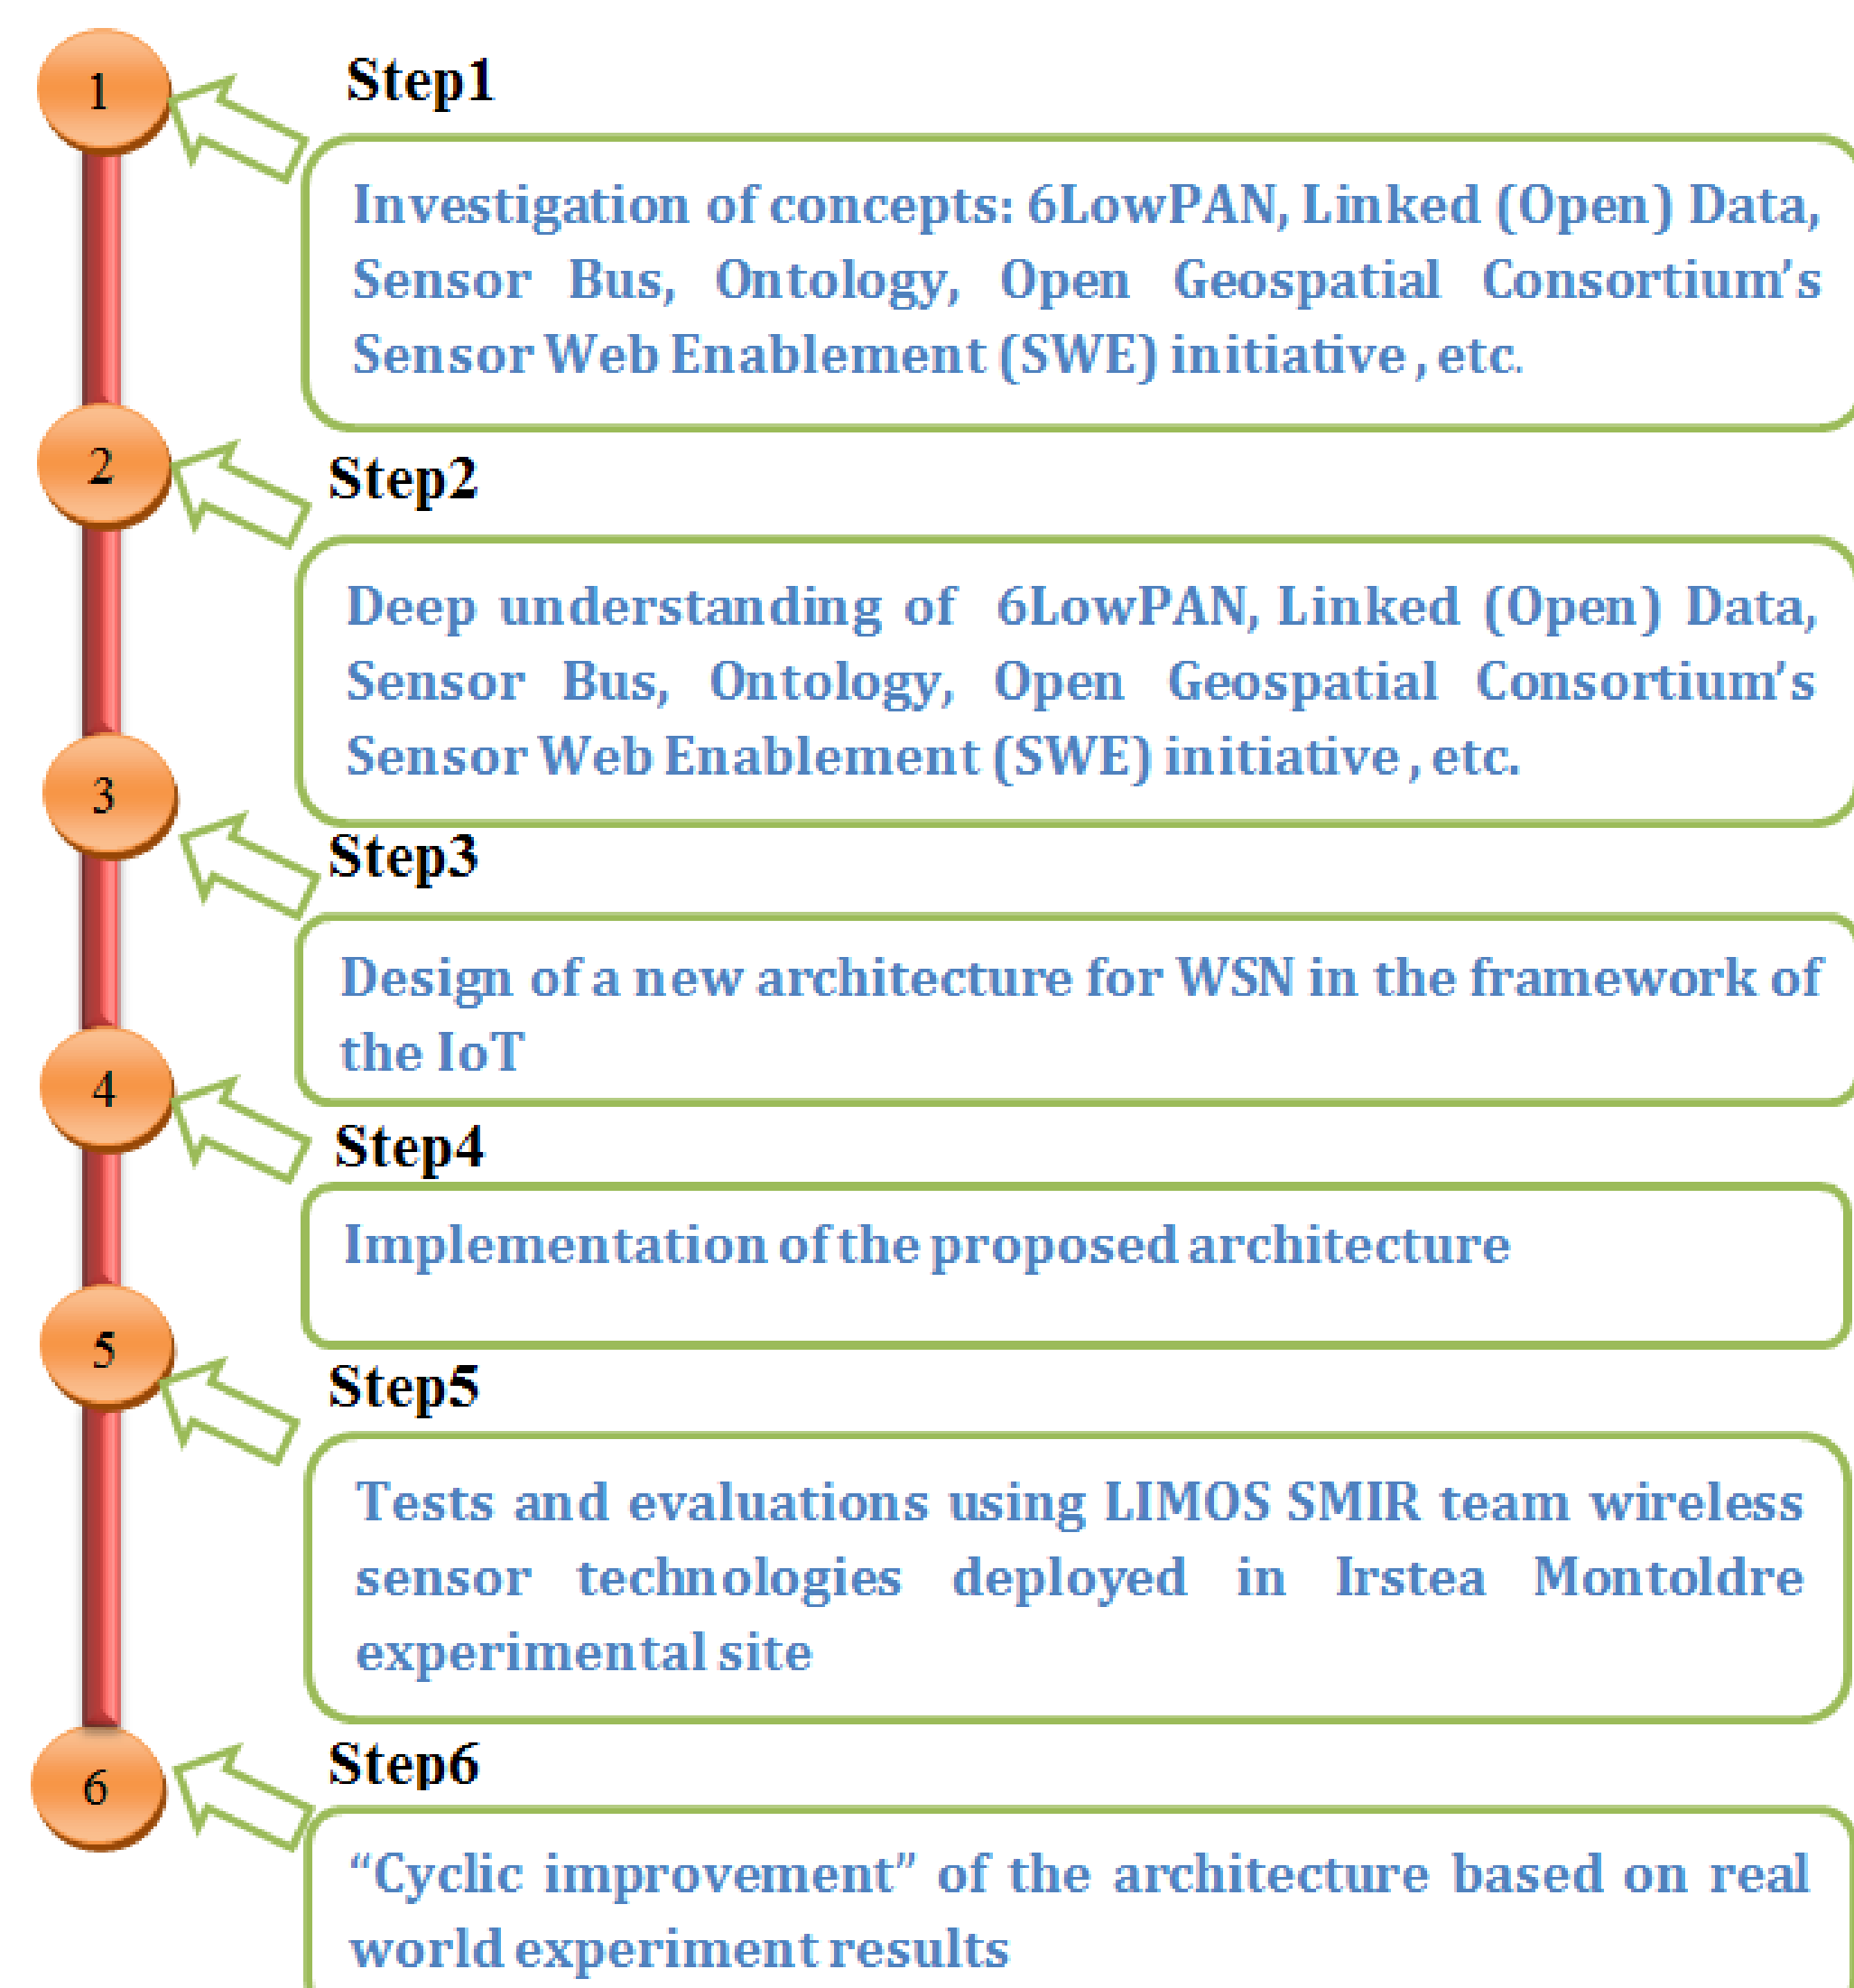 1
Step1
Investigation of concepts: 6LowPAN, Linked (Open) Data,
Sensor Bus, Ontology, Open Geospatial Consortium's
Sensor Web Enablement (SWE) initiative , etc.
2
Step2
Deep understanding of 6LowPAN, Linked (Open) Data,
Sensor Bus, Ontology, Open Geospatial Consortium's
Sensor Web Enablement (SWE) initiative , etc.
3
Step3
Design of a new architecture for WSN in the framework of
the IoT
4
Step4
Implementation of the proposed architecture
5
Step5
Tests and evaluations using LIMOS SMIR team wireless
sensor technologies deployed in Irstea Montoldre
experimental site
6
Step6
“Cyclic improvement” of the architecture based on real
world experiment results